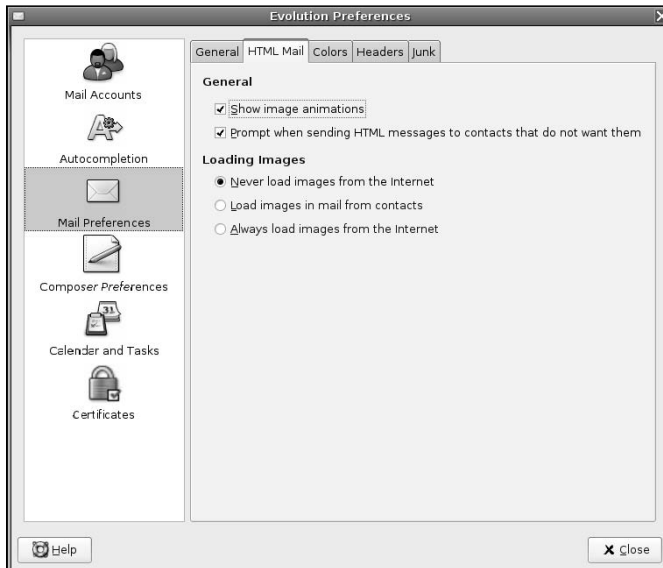 Evolution Preferences
Mail Accounts
Autocompletion
Mail Preferences
Composer Preferences
31
Calendar and Tasks
Certificates
General HTML Mail Colors Headers Junk
General
Show image animations
Prompt when sending HTML messages to contacts that do not want them
Loading Images
Never load images from the Internet
Load images in mail from contacts
Always load images from the Internet
Help
Close